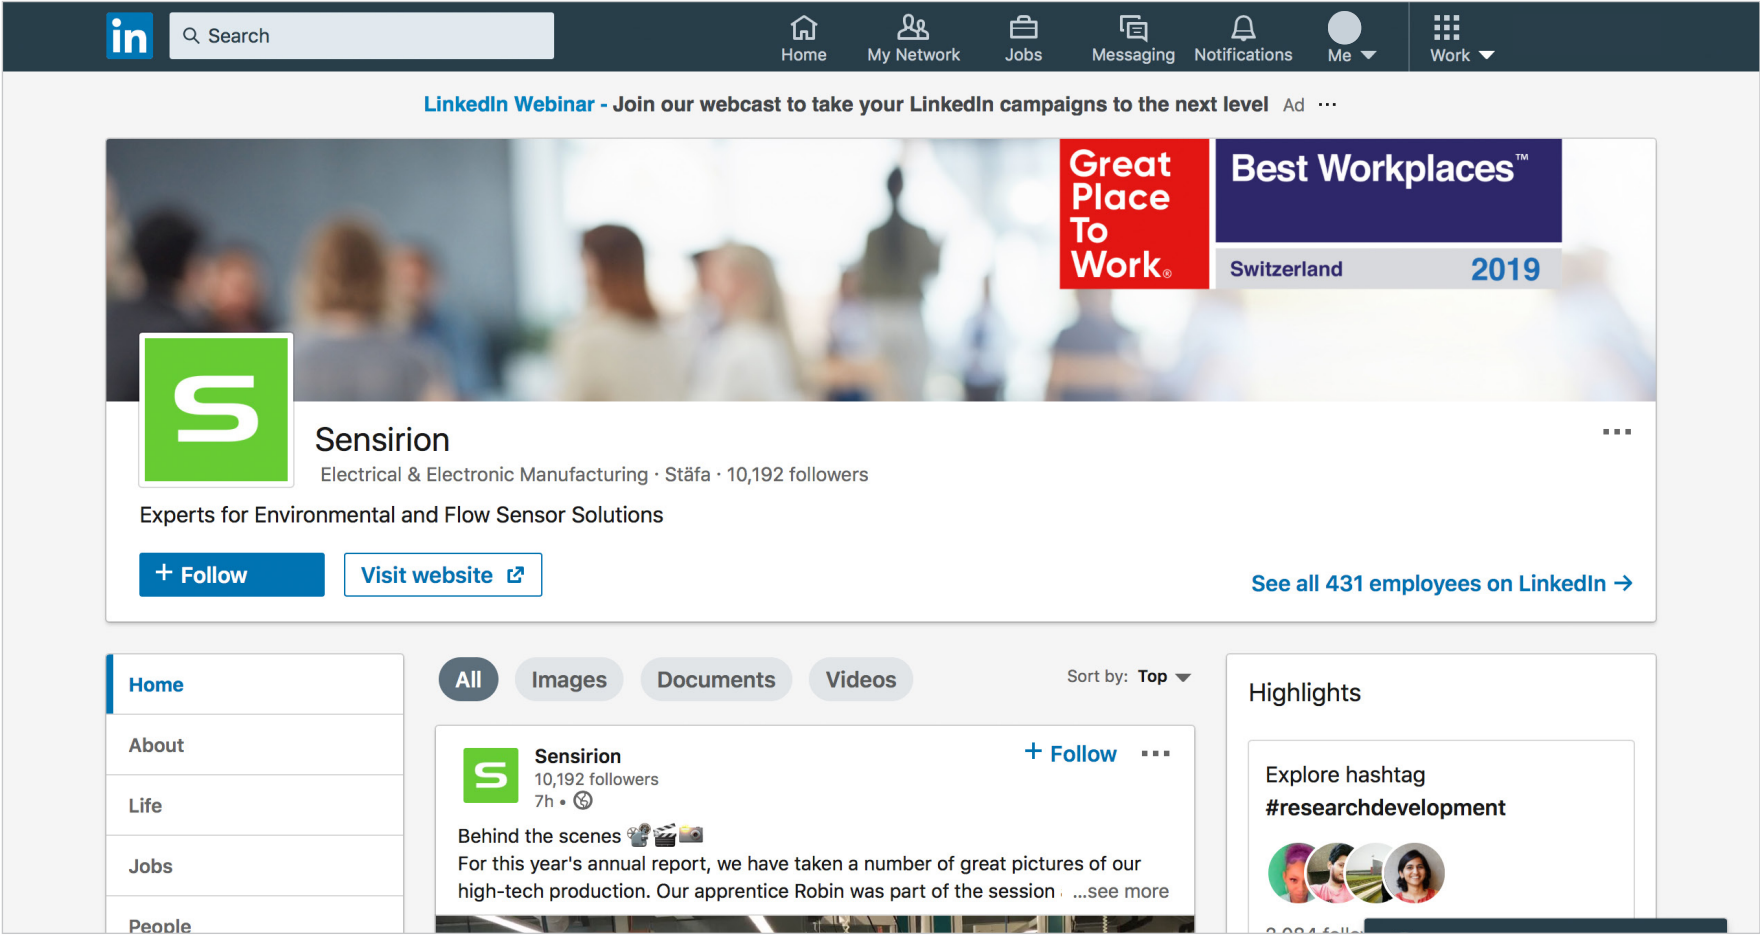 in
Search
Home
My Network
Jobs
Messaging
Notifications
Me
Work
LinkedIn Webinar - Join our webcast to take your LinkedIn campaigns to the next level Ad ...
Great
Place
To
Work®
Best Workplaces™
Switzerland 2019
S
Sensirion
Electrical & Electronic Manufacturing · Stäfa · 10,192 followers
Experts for Environmental and Flow Sensor Solutions
+ Follow
Visit website
See all 431 employees on LinkedIn →
Home
About
Life
Jobs
People
All
Images
Documents
Videos
Sort by: Top
S
Sensirion
10,192 followers
7h •
+ Follow
Behind the scenes
For this year's annual report, we have taken a number of great pictures of our
high-tech production. Our apprentice Robin was part of the session ...see more
Highlights
Explore hashtag
#researchdevelopment